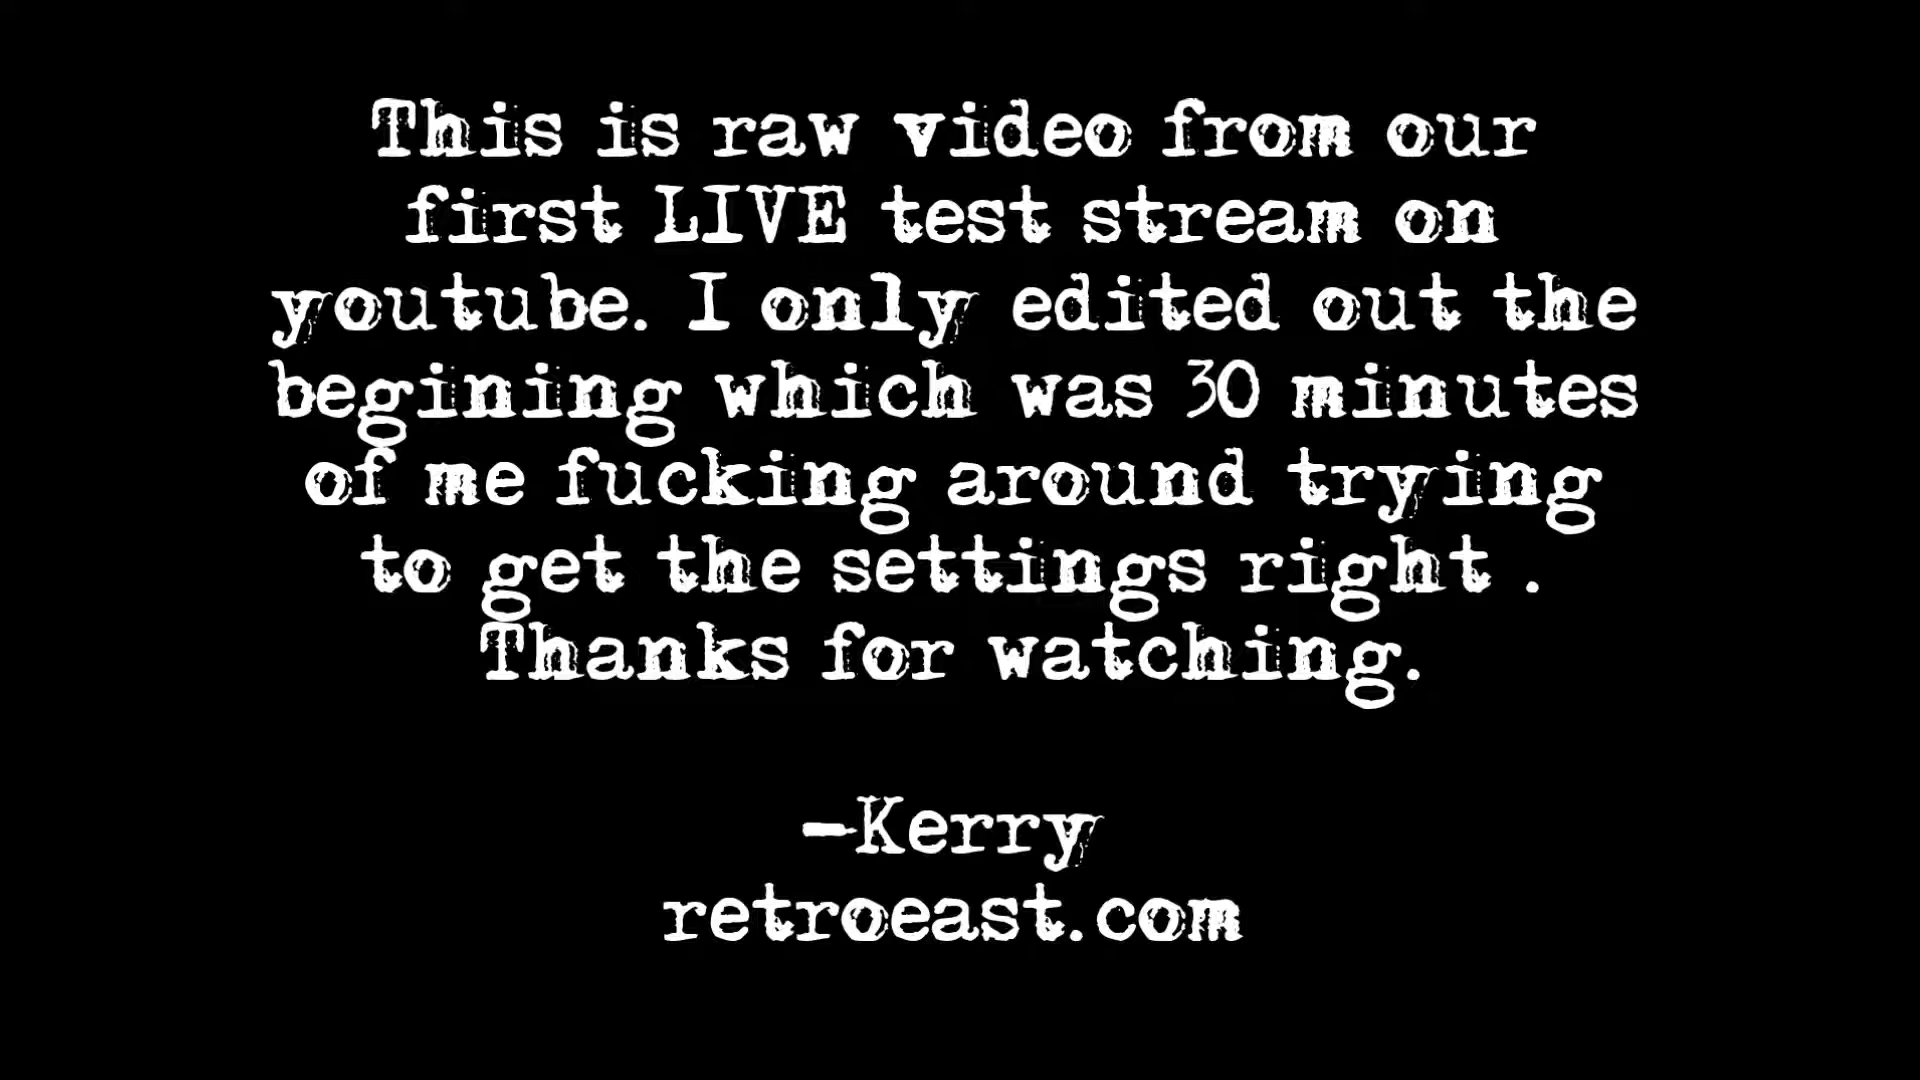 This is raw video from our
first LIVE test stream on
youtube. I only edited out the
begining which was 30 minutes
of me fucking around trying
to get the settings right .
Thanks for watching.
-Kerry
retroeast.com